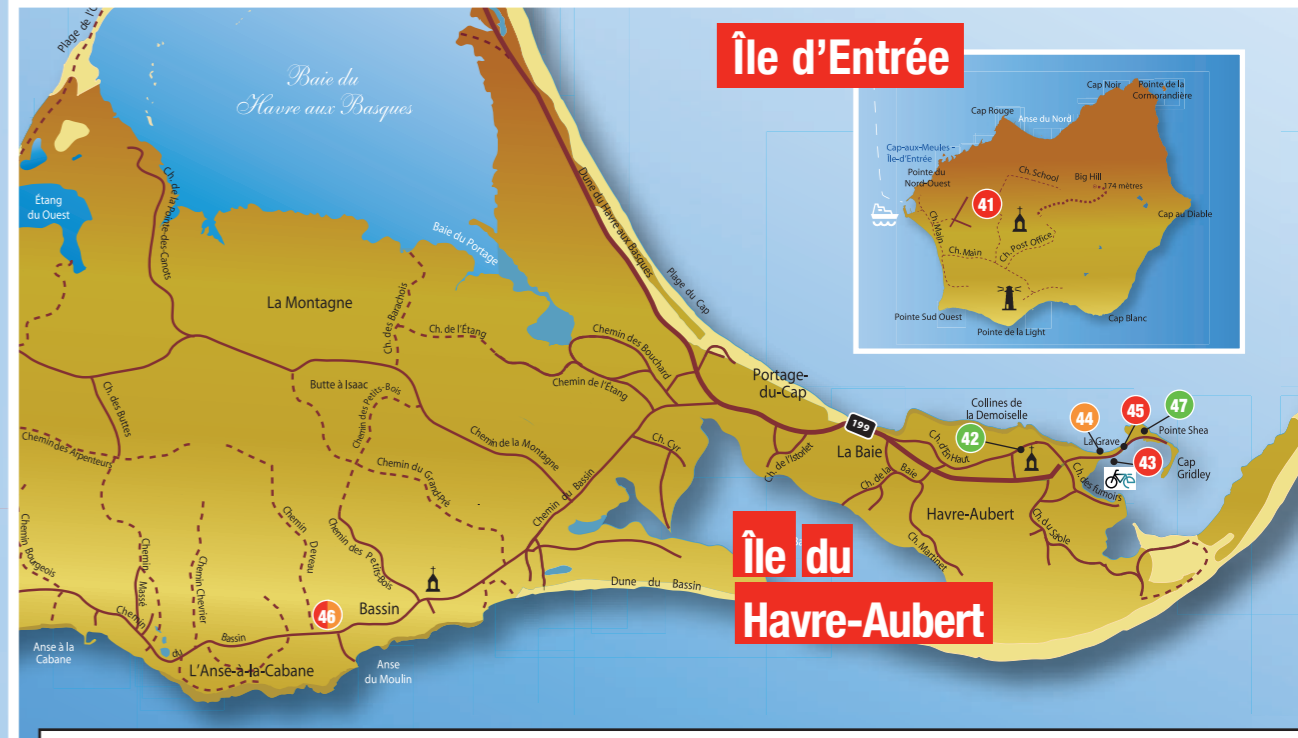 Plage de l'O
Baie du
Havre aux Basques
Île d'Entrée
Cap Noir
Pointe de la
Cormorandière
Cap Rouge
Anse du Nord
Cap-aux-Meules -
Île-d'Entrée
Pointe du
Nord-Ouest
Ch. School
Big Hill
174 mètres
41
Cap au Diable
Ch. Main
Ch. Main
Ch. Post Office
Pointe Sud Ouest
Pointe de la Light
Cap Blanc
Étang
du Ouest
Ch. de la Pointe-des-Canots
Dune du Havre aux Basques
Baie du Portage
Plage du Cap
La Montagne
Ch. des Barachois
Ch. de l'Étang
Chemin des Bouchard
Chemin de l'Étang
Butte à Isaac
Chemin des Petits-Bois
Portage-
du-Cap
Ch. des Buttes
Chemin des Arpenteurs
Chemin de la Montagne
Chemin du Grand-Pré
Ch. Cyr
Ch. de l'Istorlet
199
La Baie
Collines de
la Demoiselle
42
Ch. d'En Haut
44
45
47
La Grave
Pointe Shea
43
Cap
Gridley
Ch. de la
Baie
Ch. des fumoirs
Havre-Aubert
Ch. du Sable
Ch. Martinet
Chemin du Bassin
Chemin Bourgeois
Chemin Massé
Chemin Chevrier
Chemin
Deveau
Chemin des Petits-Bois
Île du
Havre-Aubert
Dune du Bassin
Bassin
46
Chemin
du
Bassin
Anse à la
Cabane
L'Anse-à-la-Cabane
Anse
du Moulin